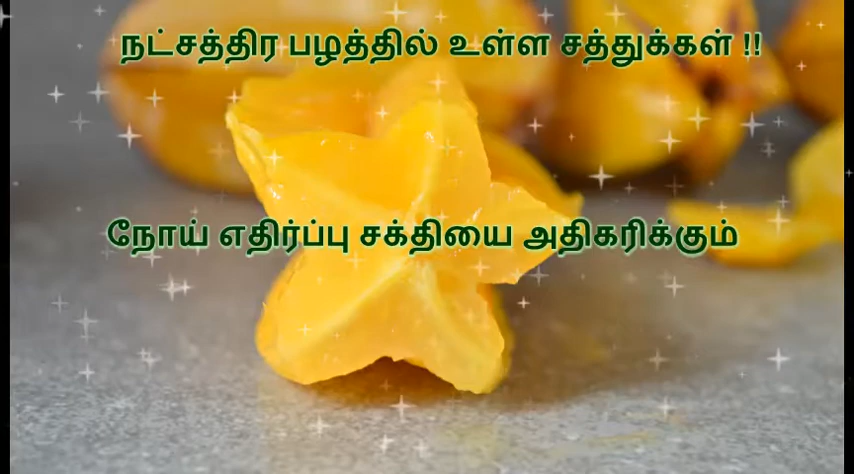 நட்சத்திர பழத்தில் உள்ள சத்துக்கள் !!
நோய் எதிர்ப்பு சக்தியை அதிகரிக்கும்